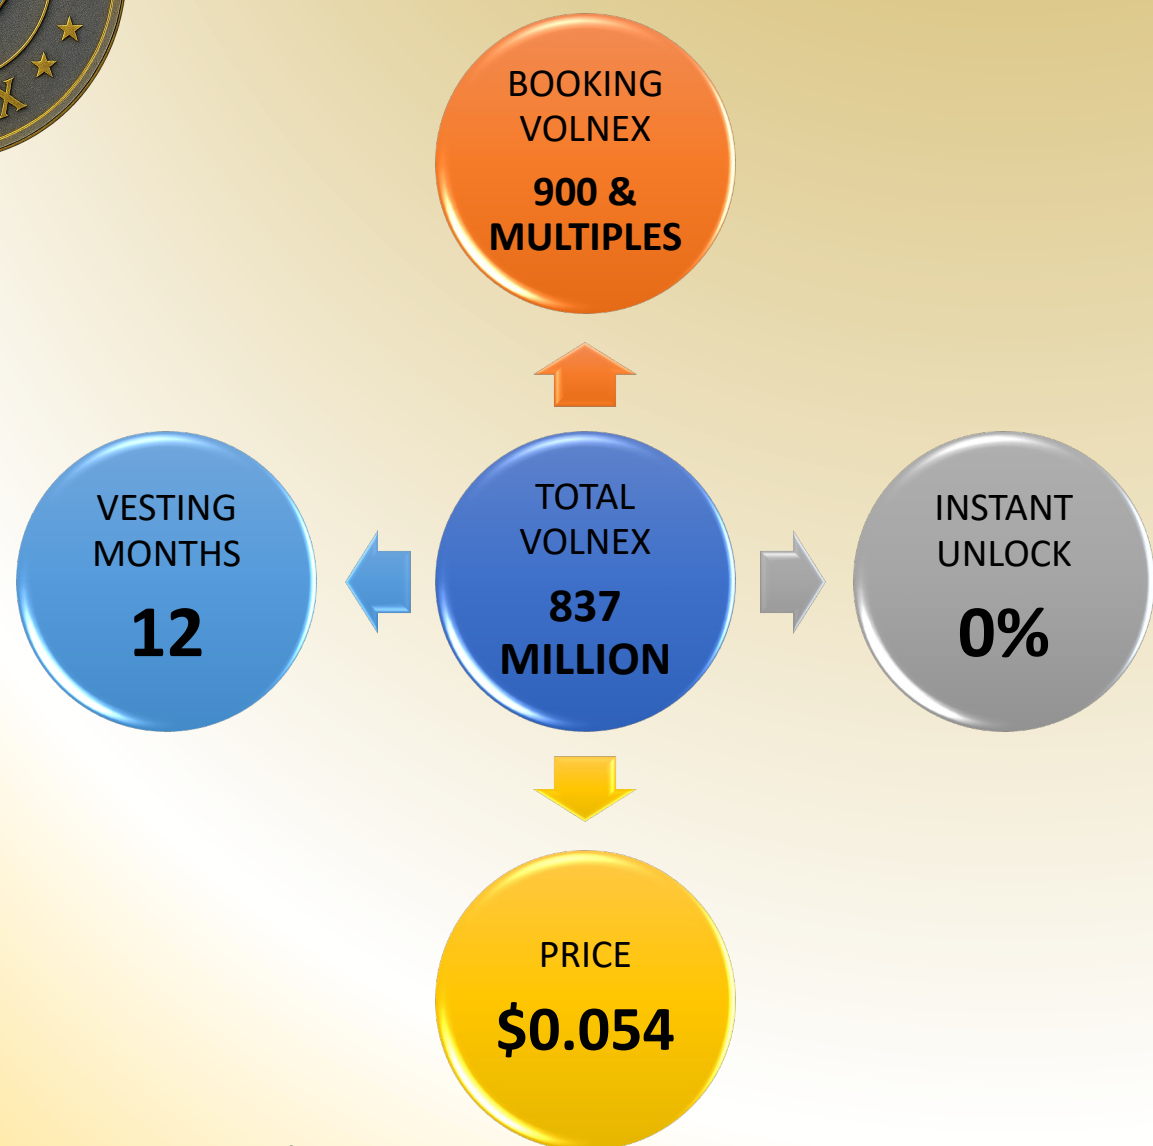 X
BOOKING
VOLNEX
900 &
MULTIPLES
VESTING
MONTHS
12
TOTAL
VOLNEX
837
MILLION
INSTANT
UNLOCK
0%
PRICE
$0.054